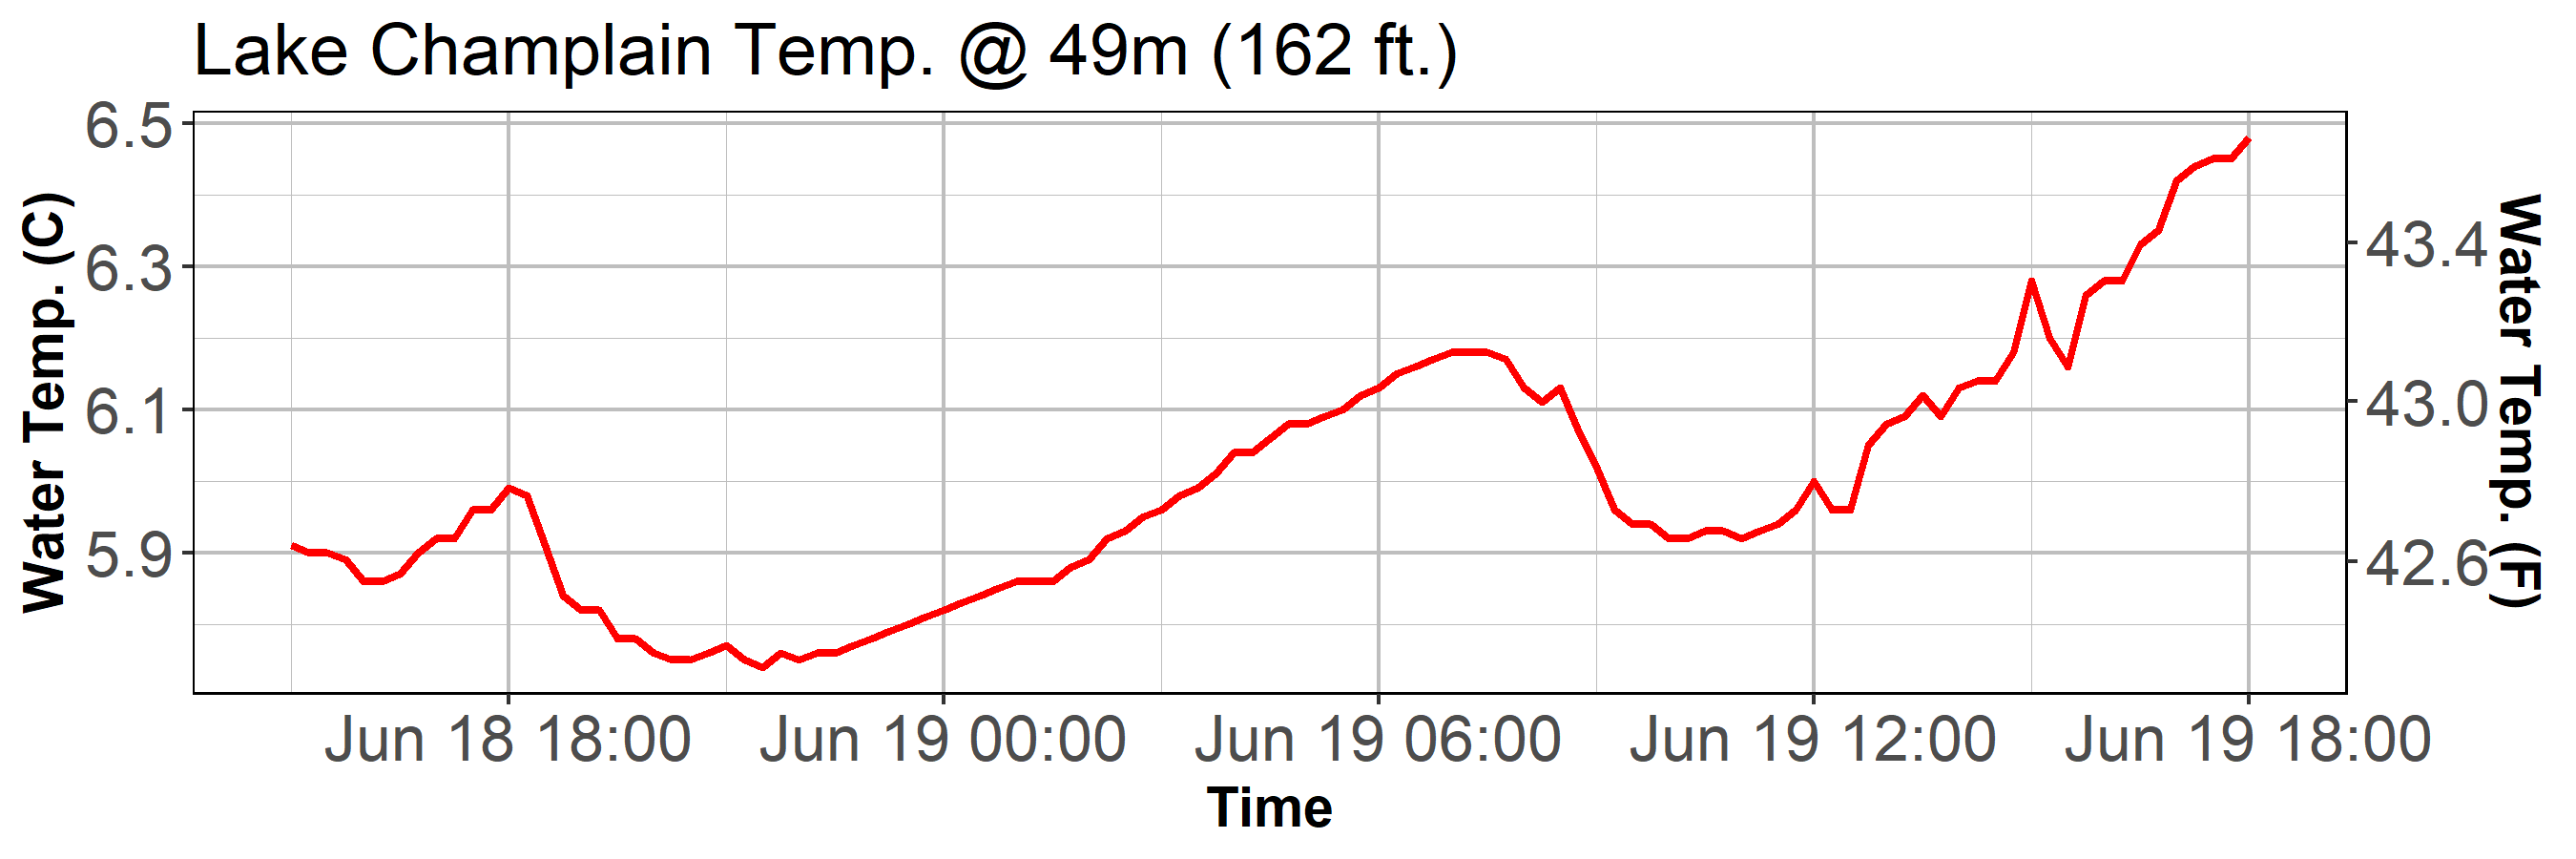 Lake Champlain Temp. @ 49m (162 ft.)
Water Temp. (C)
6.5
6.3
6.1
5.9
43.4
43.0
42.6
Water Temp. (F)
Jun 18 18:00 Jun 19 00:00 Jun 19 06:00 Jun 19 12:00 Jun 19 18:00
Time